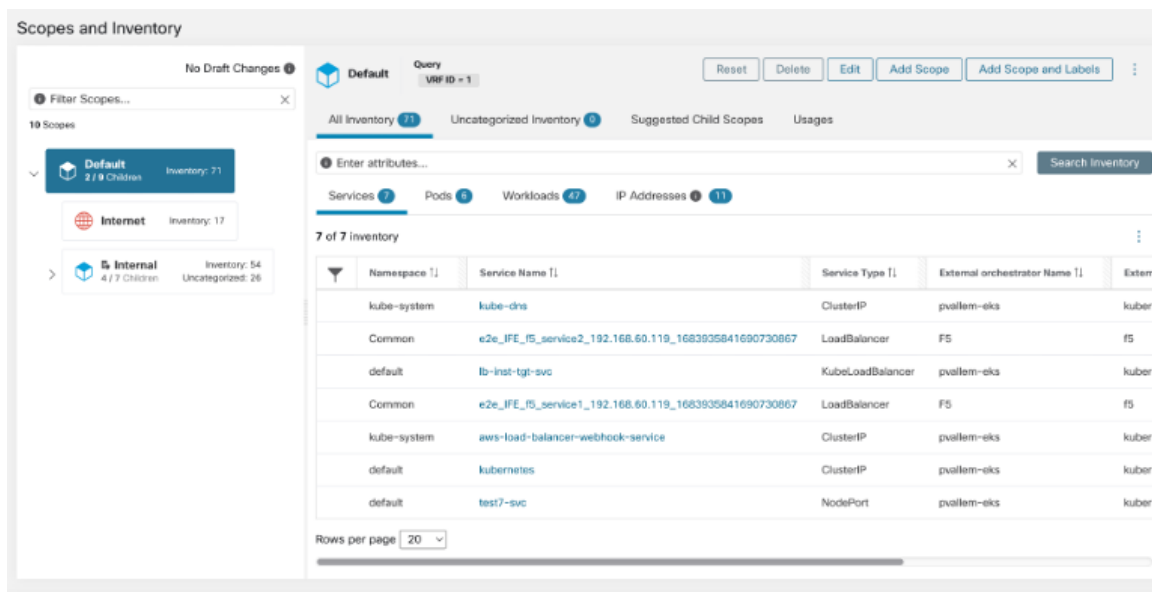 Scopes and Inventory
No Draft Changes
Filter Scopes...
10 Scopes
Default
2 / 9 Children
Inventory: 71
Internet
Inventory: 17
Internal
4 / 7 Children
Inventory: 54
Uncategorized: 26
Default
Query
VRF ID = 1
Reset
Delete
Edit
Add Scope
Add Scope and Labels
All Inventory 71
Uncategorized Inventory 0
Suggested Child Scopes
Usages
Enter attributes...
Search Inventory
Services 7
Pods 6
Workloads 47
IP Addresses 11
7 of 7 inventory
Namespace Service Name Service Type External orchestrator Name Extern
kube-system kube-dns ClusterIP pvallem-eks kuber
Common e2e_IFE_f5_service2_192.168.60.119_1683935841690730867 LoadBalancer F5 f5
default lb-inst-tgt-svc KubeLoadBalancer pvallem-eks kuber
Common e2e_IFE_f5_service1_192.168.60.119_1683935841690730867 LoadBalancer F5 f5
kube-system aws-load-balancer-webhook-service ClusterIP pvallem-eks kuber
default kubernetes ClusterIP pvallem-eks kuber
default test7-svc NodePort pvallem-eks kuber
Rows per page 20